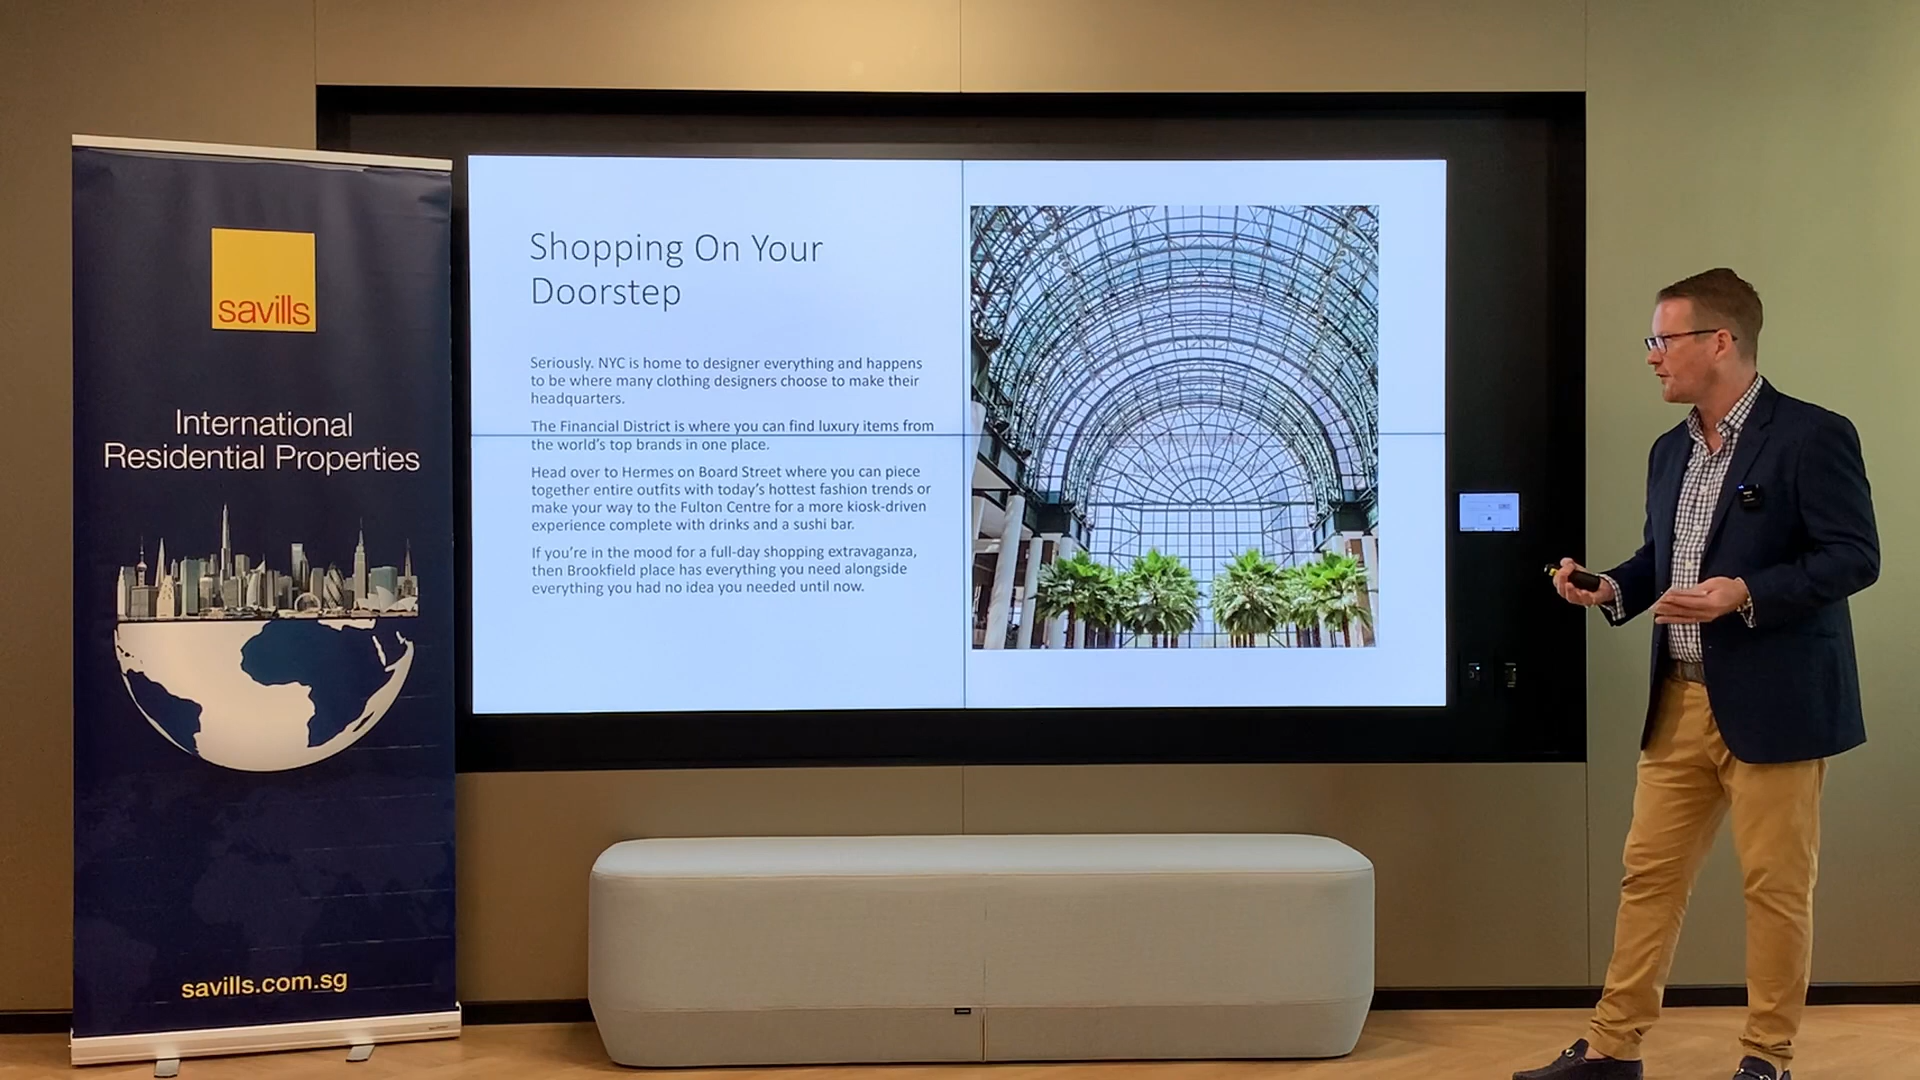 savills
International
Residential Properties
savills.com.sg
Shopping On Your
Doorstep
Seriously. NYC is home to designer everything and happens
to be where many clothing designers choose to make their
headquarters.
The Financial District is where you can find luxury items from
the world's top brands in one place.
Head over to Hermes on Board Street where you can piece
together entire outfits with today's hottest fashion trends or
make your way to the Fulton Centre for a more kiosk-driven
experience complete with drinks and a sushi bar.
If you're in the mood for a full-day shopping extravaganza,
then Brookfield place has everything you need alongside
everything you had no idea you needed until now.